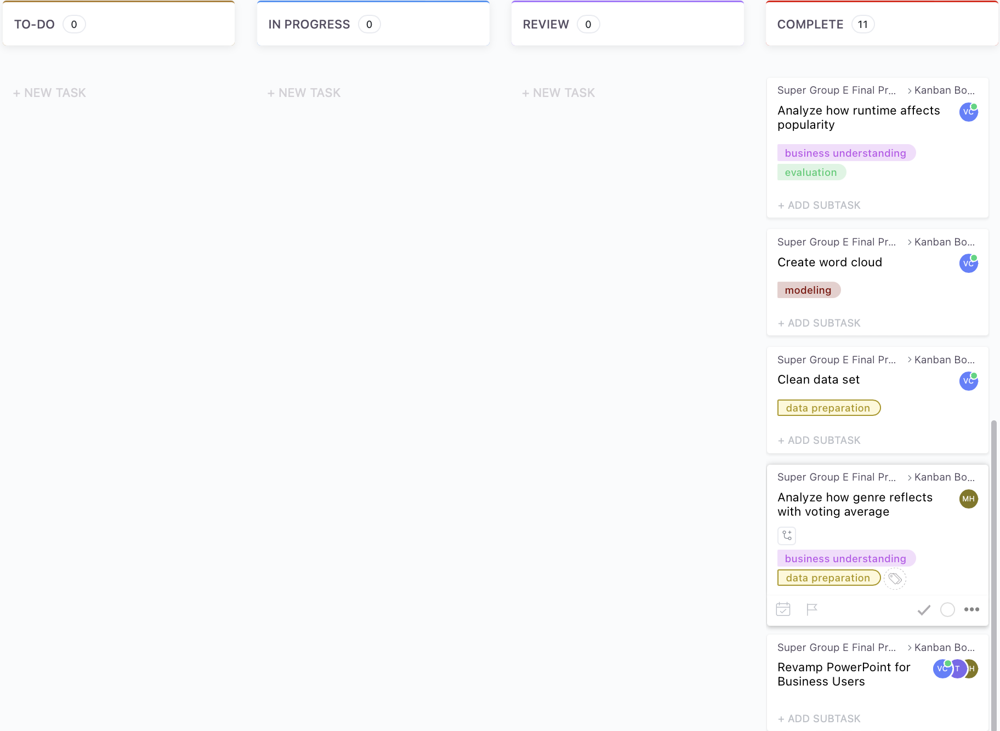 TO-DO 0
IN PROGRESS 0
REVIEW 0
COMPLETE 11
+ NEW TASK
+ NEW TASK
+ NEW TASK
Super Group E Final Pr... > Kanban Bo...
Analyze how runtime affects
popularity
VC
business understanding
evaluation
+ ADD SUBTASK
Super Group E Final Pr... > Kanban Bo...
Create word cloud
VC
modeling
+ ADD SUBTASK
Super Group E Final Pr... > Kanban Bo...
Clean data set
VC
data preparation
+ ADD SUBTASK
Super Group E Final Pr... > Kanban Bo...
Analyze how genre reflects
with voting average
MH
business understanding
data preparation
Super Group E Final Pr... > Kanban Bo...
Revamp PowerPoint for
Business Users
VC T H
+ ADD SUBTASK